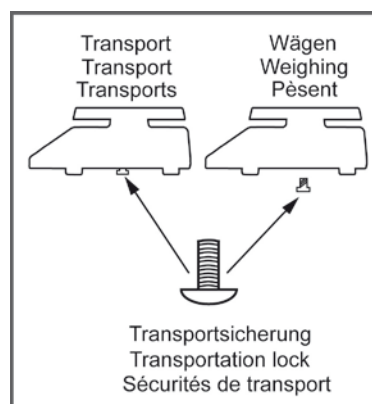 Transport
Transport
Transports
Wägen
Weighing
Pèsent
Transportsicherung
Transportation lock
Sécurités de transport